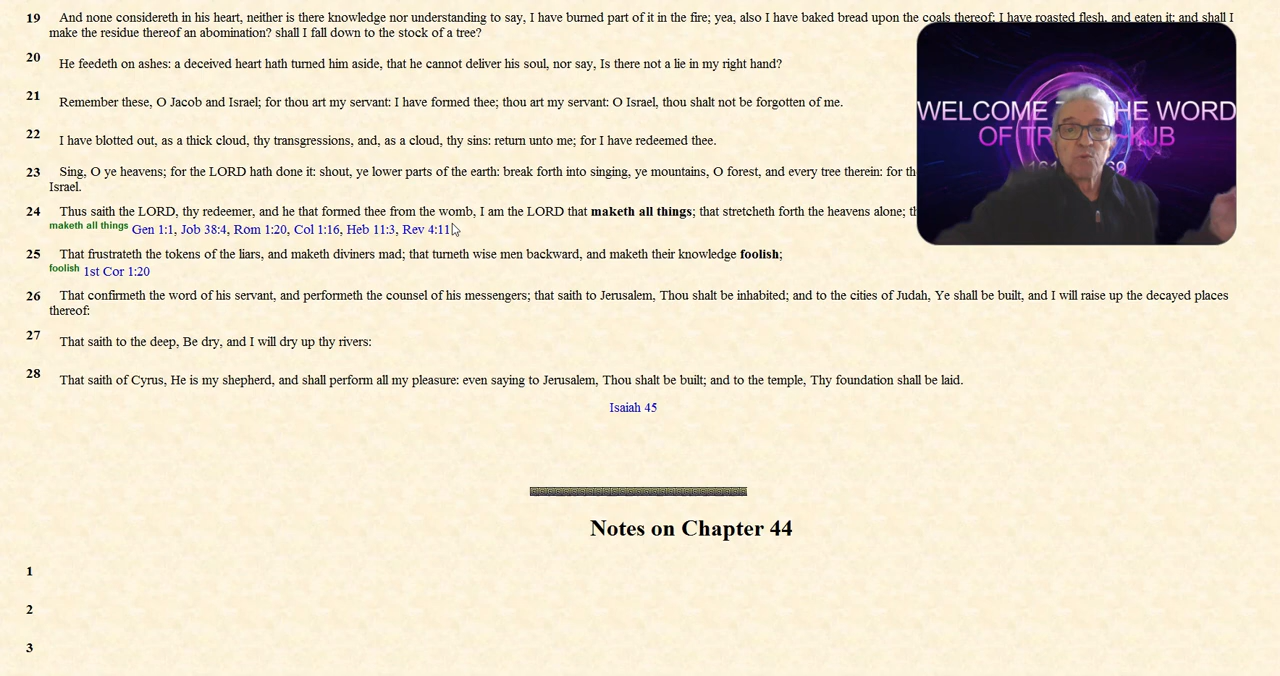 19 And none considereth in his heart, neither is there knowledge nor understanding to say, I have burned part of it in the fire; yea, also I have baked bread upon the coals thereof; I have roasted flesh, and eaten it: and shall I
make the residue thereof an abomination? shall I fall down to the stock of a tree?
20 He feedeth on ashes: a deceived heart hath turned him aside, that he cannot deliver his soul, nor say, Is there not a lie in my right hand?
21 Remember these, O Jacob and Israel; for thou art my servant: I have formed thee; thou art my servant: O Israel, thou shalt not be forgotten of me.
22 I have blotted out, as a thick cloud, thy transgressions, and, as a cloud, thy sins: return unto me; for I have redeemed thee.
23 Sing, O ye heavens; for the LORD hath done it: shout, ye lower parts of the earth: break forth into singing, ye mountains, O forest, and every tree therein: for
Israel.
24 Thus saith the LORD, thy redeemer, and he that formed thee from the womb, I am the LORD that maketh all things; that stretcheth forth the heavens alone;
maketh all things Gen 1:1, Job 38:4, Rom 1:20, Col 1:16, Heb 11:3, Rev 4:11
25 That frustrateth the tokens of the liars, and maketh diviners mad; that turneth wise men backward, and maketh their knowledge foolish;
foolish 1st Cor 1:20
26 That confirmeth the word of his servant, and performeth the counsel of his messengers; that saith to Jerusalem, Thou shalt be inhabited; and to the cities of Judah, Ye shall be built, and I will raise up the decayed places
thereof:
27 That saith to the deep, Be dry, and I will dry up thy rivers:
28 That saith of Cyrus, He is my shepherd, and shall perform all my pleasure: even saying to Jerusalem, Thou shalt be built; and to the temple, Thy foundation shall be laid.
Isaiah 45
Notes on Chapter 44
1
2
3
WELCOME THE WORD
OF